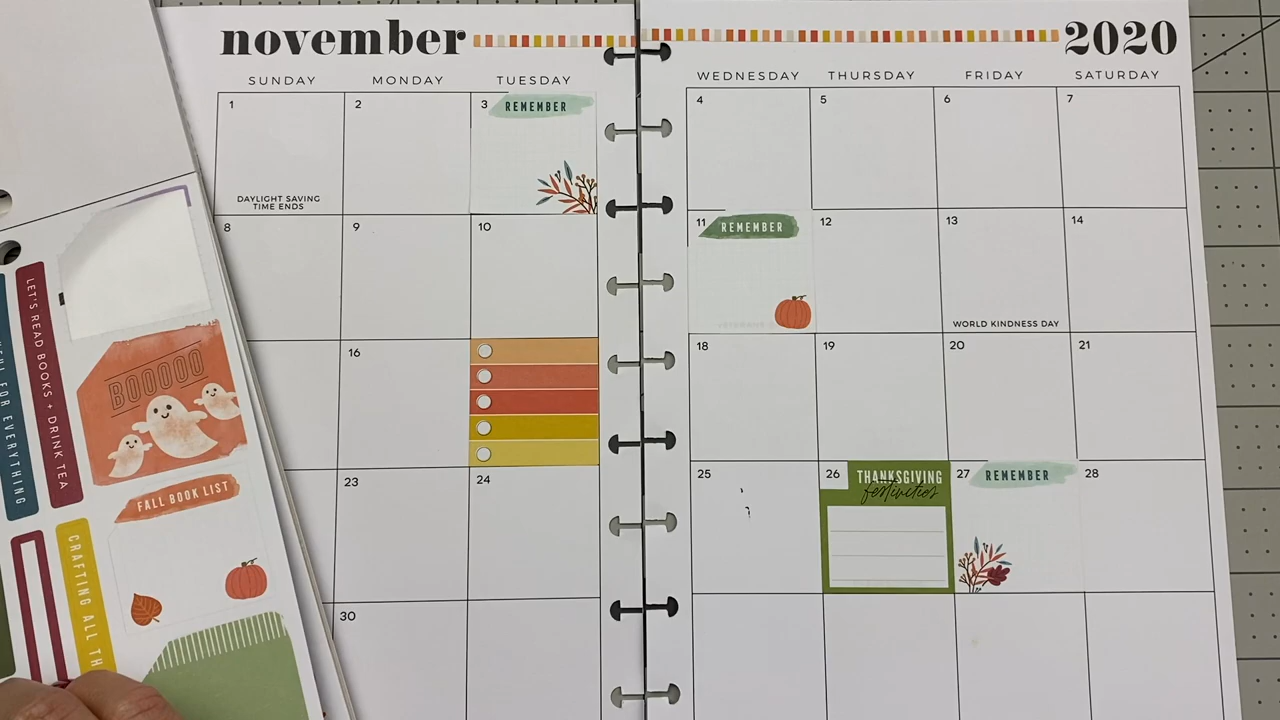 november
2020
SUNDAY MONDAY TUESDAY WEDNESDAY THURSDAY FRIDAY SATURDAY
1 2 3 REMEMBER 4 5 6 7
DAYLIGHT SAVING
TIME ENDS
8 9 10 11 REMEMBER 12 13 14
WORLD KINDNESS DAY
16 18 19 20 21
23 24 25 26 THANKSGIVING 27 REMEMBER 28
festivities
30
LET'S READ BOOKS + DRINK TEA
FOR EVERYTHING
BOOOOO
FALL BOOK LIST
CRAFTING ALL TH